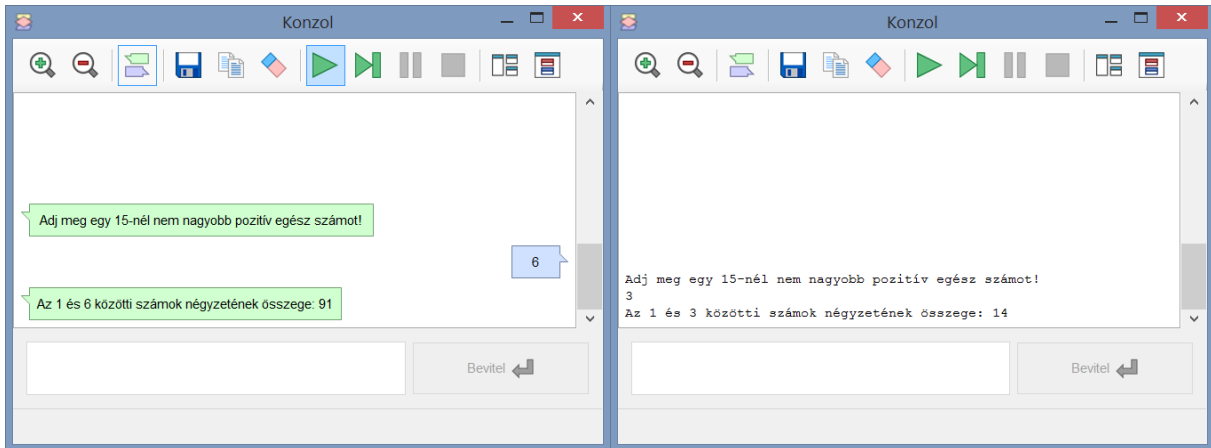 Konzol
Adj meg egy 15-nél nem nagyobb pozitív egész számot!
6
Az 1 és 6 közötti számok négyzetének összege: 91
Bevitel
Konzol
Adj meg egy 15-nél nem nagyobb pozitív egész számot!
3
Az 1 és 3 közötti számok négyzetének összege: 14
Bevitel